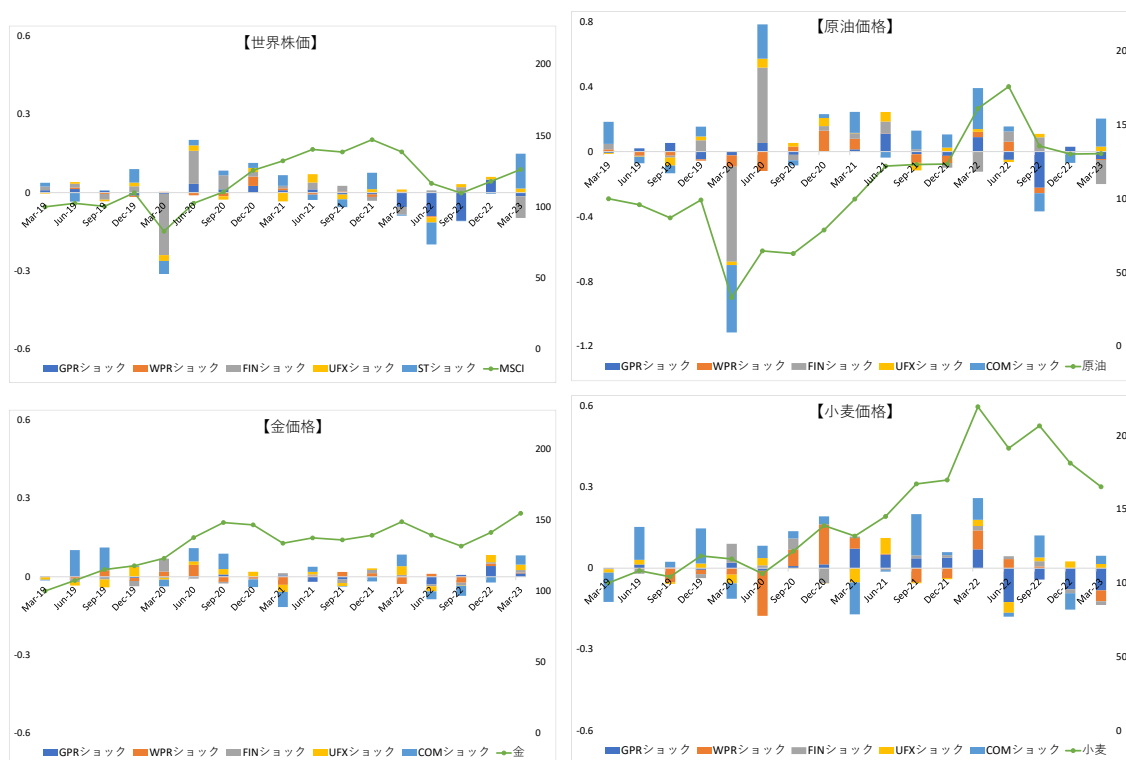 【世界株価】
0.6
0.3
0
-0.3
-0.6
200
150
100
50
0
Mar-19
Jun-19
Sep-19
Dec-19
Mar-20
Jun-20
Sep-20
Dec-20
Mar-21
Jun-21
Sep-21
Dec-21
Mar-22
Jun-22
Sep-22
Dec-22
Mar-23
GPRショック WPRショック FINショック UFXショック STショック MSCI
【原油価格】
0.8
0.4
0
-0.4
-0.8
-1.2
20
15
10
5
0
Mar-19
Jun-19
Sep-19
Dec-19
Mar-20
Jun-20
Sep-20
Dec-20
Mar-21
Jun-21
Sep-21
Dec-21
Mar-22
Jun-22
Sep-22
Dec-22
Mar-23
GPRショック WPRショック FINショック UFXショック COMショック 原油
【金価格】
0.6
0.3
0
-0.3
-0.6
200
150
100
50
0
Mar-19
Jun-19
Sep-19
Dec-19
Mar-20
Jun-20
Sep-20
Dec-20
Mar-21
Jun-21
Sep-21
Dec-21
Mar-22
Jun-22
Sep-22
Dec-22
Mar-23
GPRショック WPRショック FINショック UFXショック COMショック 金
【小麦価格】
0.6
0.3
0
-0.3
-0.6
20
15
10
5
0
Mar-19
Jun-19
Sep-19
Dec-19
Mar-20
Jun-20
Sep-20
Dec-20
Mar-21
Jun-21
Sep-21
Dec-21
Mar-22
Jun-22
Sep-22
Dec-22
Mar-23
GPRショック WPRショック FINショック UFXショック COMショック 小麦